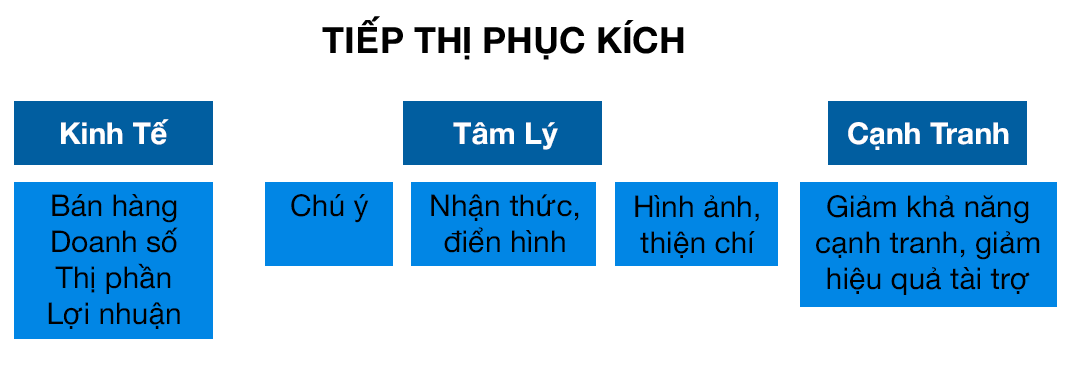 TIẾP THỊ PHỤC KÍCH
Kinh Tế
Tâm Lý
Cạnh Tranh
Bán hàng
Doanh số
Thị phần
Lợi nhuận
Chú ý
Nhận thức,
điển hình
Hình ảnh,
thiện chí
Giảm khả năng
cạnh tranh, giảm
hiệu quả tài trợ